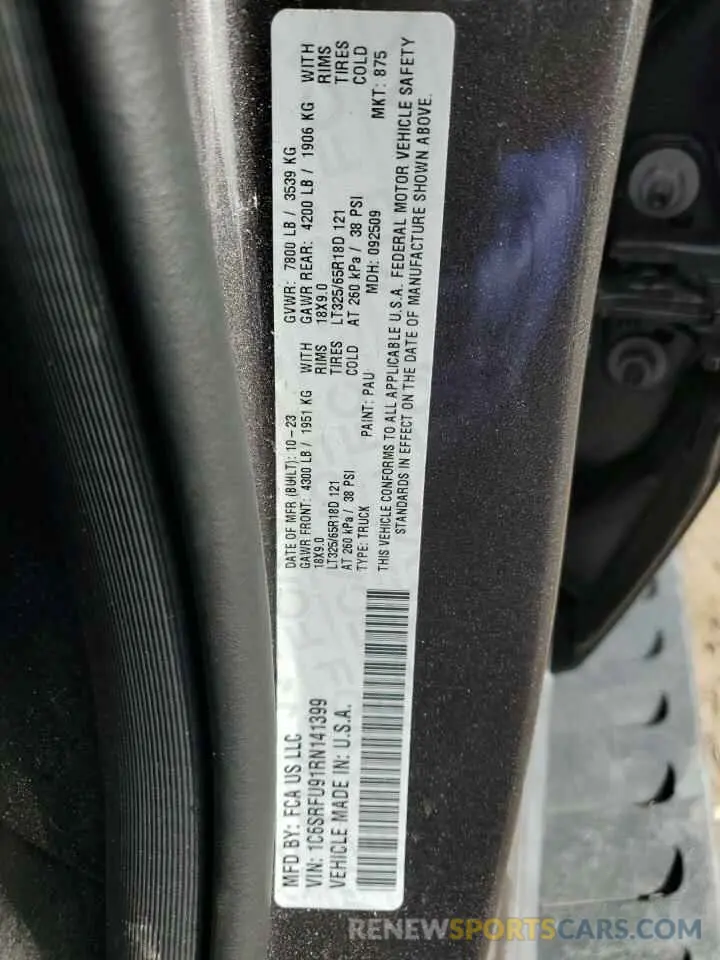 MFD BY: FCA US LLC
VIN: 1C6SRFU91RN141399
VEHICLE MADE IN: U.S.A.
DATE OF MFR (BUILT): 10-23
GAWR FRONT: 4300 LB / 1951 KG WITH
18X9.0 RIMS
LT325/65R18D 121 TIRES
AT 260 kPa / 38 PSI COLD
TYPE: TRUCK PAINT: PAU
GVWR: 7800 LB / 3539 KG
GAWR REAR: 4200 LB / 1906 KG WITH
18X9.0 RIMS
LT325/65R18D 121 TIRES
AT 260 kPa / 38 PSI COLD
MDH: 092509 MKT: 875
THIS VEHICLE CONFORMS TO ALL APPLICABLE U.S.A. FEDERAL MOTOR VEHICLE SAFETY
STANDARDS IN EFFECT ON THE DATE OF MANUFACTURE SHOWN ABOVE.
RENEWSPORTSCARS.COM